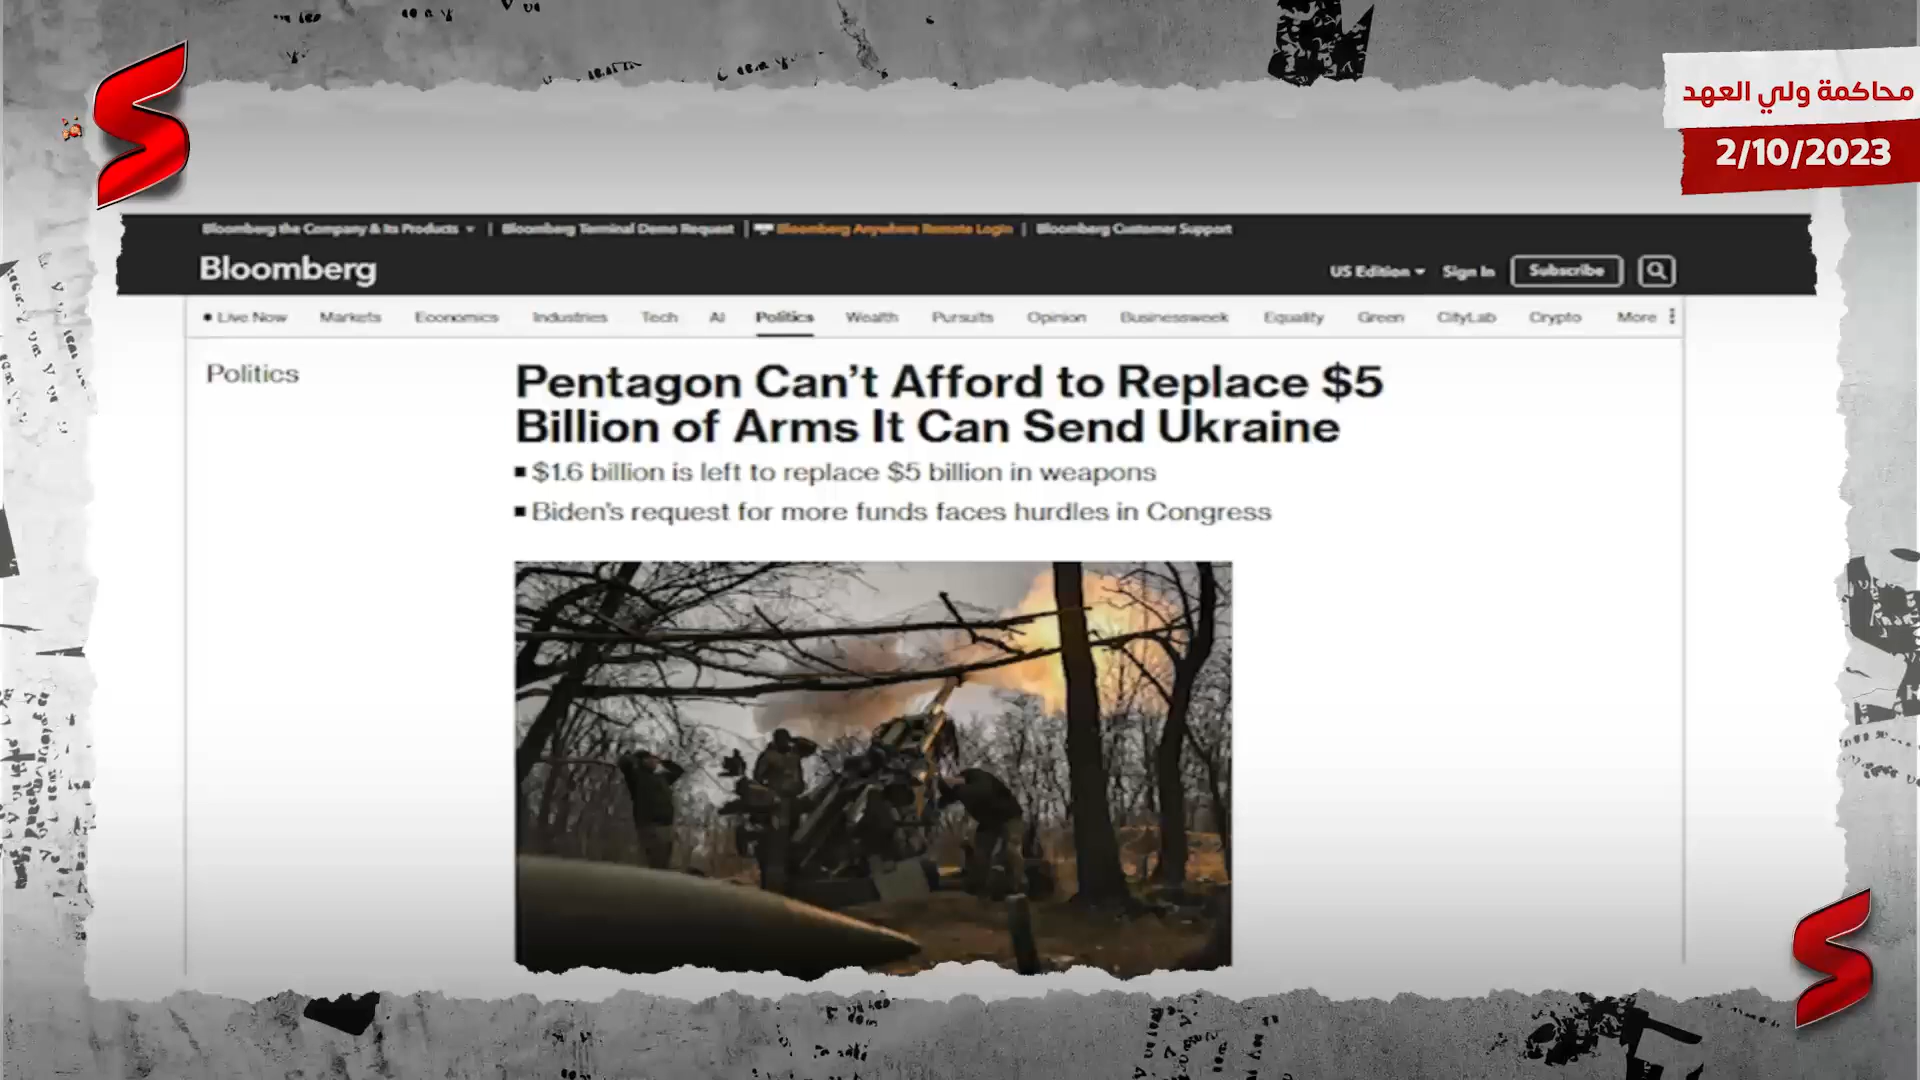 محاكمة ولي العهد
2/10/2023
Bloomberg the Company & Its Products | Bloomberg Terminal Demo Request | Bloomberg Anywhere Remote Login | Bloomberg Customer Support
Bloomberg
US Edition Sign In Subscribe
Live Now Markets Economics Industries Tech AI Politics Wealth Pursuits Opinion Businessweek Equality Green CityLab Crypto More
Politics
Pentagon Can't Afford to Replace $5
Billion of Arms It Can Send Ukraine
$1.6 billion is left to replace $5 billion in weapons
Biden's request for more funds faces hurdles in Congress